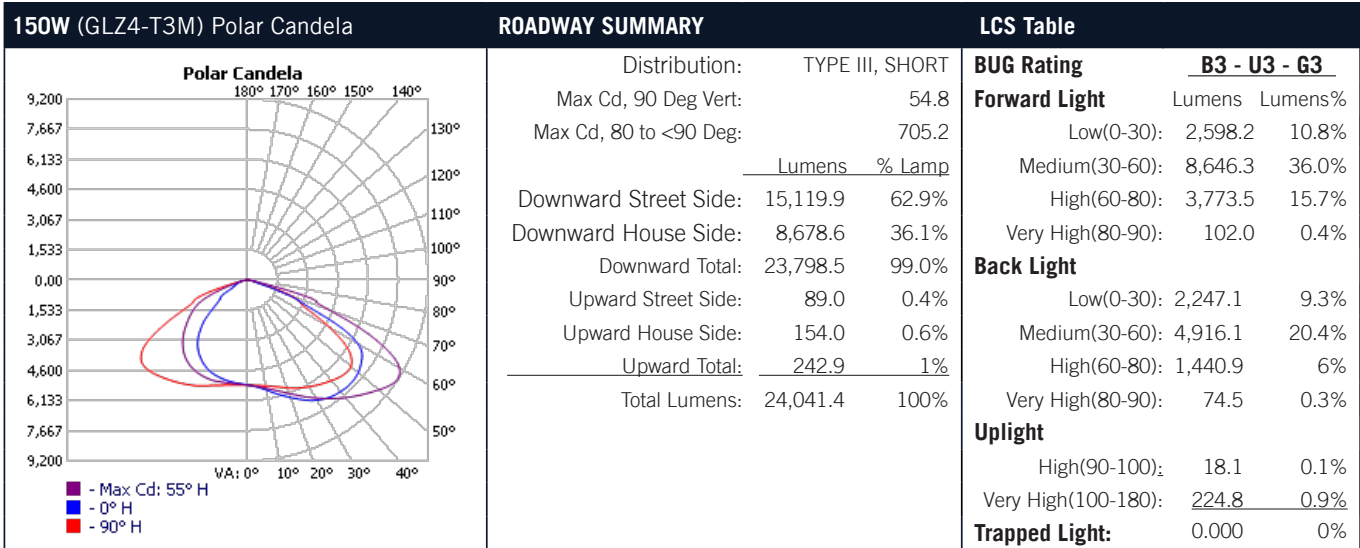 150W (GLZ4-T3M) Polar Candela
Polar Candela
180° 170° 160° 150° 140°
9,200
7,667
6,133
4,600
3,067
1,533
0.00
1,533
3,067
4,600
6,133
7,667
9,200
130°
120°
110°
100°
90°
80°
70°
60°
50°
VA: 0° 10° 20° 30° 40°
- Max Cd: 55° H
- 0° H
- 90° H
ROADWAY SUMMARY
Distribution: TYPE III, SHORT
Max Cd, 90 Deg Vert: 54.8
Max Cd, 80 to <90 Deg: 705.2
Lumens % Lamp
Downward Street Side: 15,119.9 62.9%
Downward House Side: 8,678.6 36.1%
Downward Total: 23,798.5 99.0%
Upward Street Side: 89.0 0.4%
Upward House Side: 154.0 0.6%
Upward Total: 242.9 1%
Total Lumens: 24,041.4 100%
LCS Table
BUG Rating B3 - U3 - G3
Forward Light Lumens Lumens%
Low(0-30): 2,598.2 10.8%
Medium(30-60): 8,646.3 36.0%
High(60-80): 3,773.5 15.7%
Very High(80-90): 102.0 0.4%
Back Light
Low(0-30): 2,247.1 9.3%
Medium(30-60): 4,916.1 20.4%
High(60-80): 1,440.9 6%
Very High(80-90): 74.5 0.3%
Uplight
High(90-100): 18.1 0.1%
Very High(100-180): 224.8 0.9%
Trapped Light: 0.000 0%